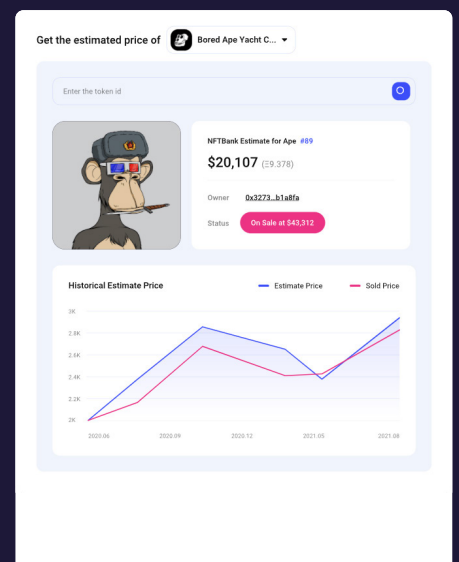 Get the estimated price of Bored Ape Yacht C...
Enter the token id
NFTBank Estimate for Ape #89
$20,107 (Ξ9.378)
Owner 0x3273...b1a8fa
Status On Sale at $43,312
Historical Estimate Price Estimate Price Sold Price
3K
2.8K
2.6K
2.4K
2.2K
2K
2020.06 2020.09 2020.12 2021.05 2021.08